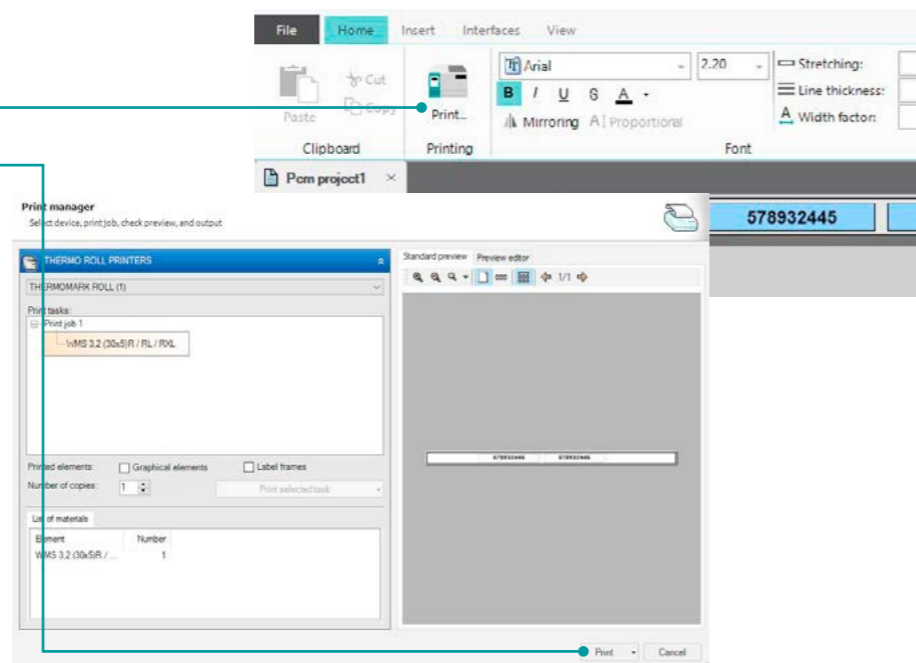 File Home Insert Interfaces View
Arial 2.20 Stretching:
Cut
B I U S A Line thickness:
Paste Copy Print...
Mirroring A Proportional A Width factor:
Clipboard Printing Font
Pcm project1
578932445
Print manager
Select device, print job, check preview, and output
THERMO ROLL PRINTERS
Standard preview Preview editor
1/1
THERMOMARK ROLL (1)
Print tasks:
Print job 1
WMS 3,2 (30x5)R / RL / RXL
578932445 578932445
Printed elements: Graphical elements Label frames
Number of copies: 1 Print selected task
List of materials
Element Number
WMS 3,2 (30x5)R / ... 1
Print Cancel